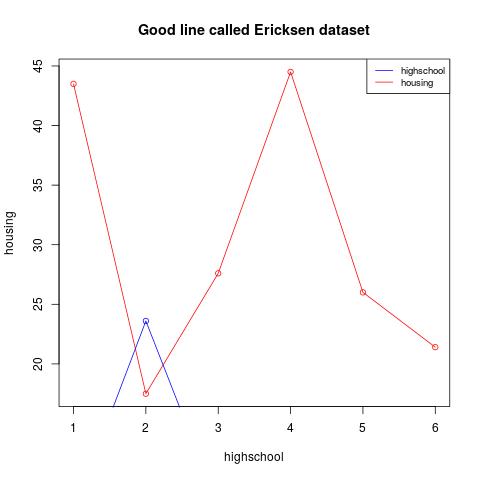 Good line called Ericksen dataset
highschool
housing
45
40
35
30
25
20
housing
1 2 3 4 5 6
highschool